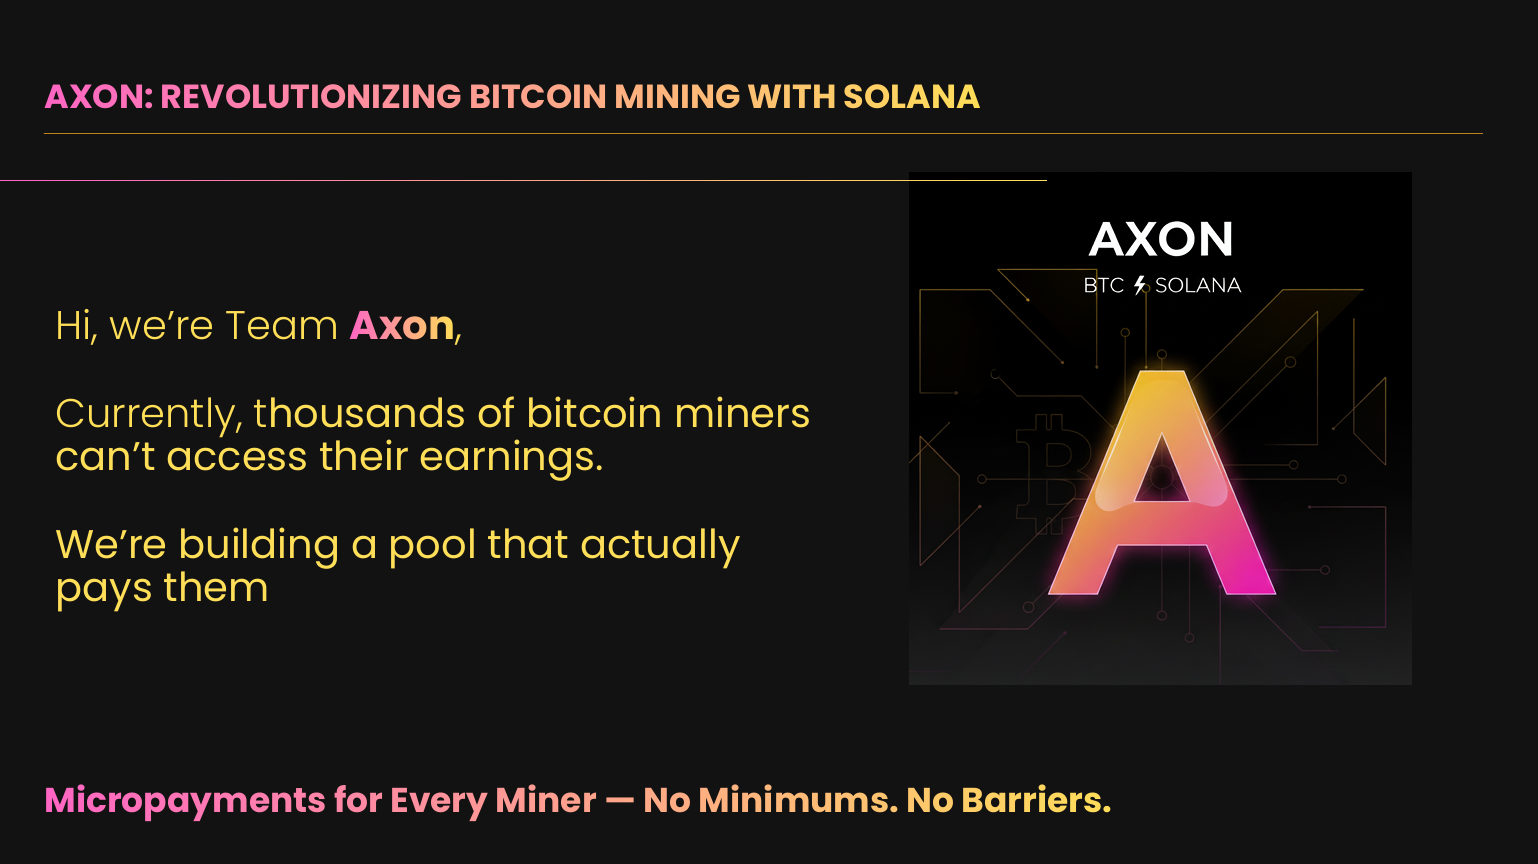 AXON: REVOLUTIONIZING BITCOIN MINING WITH SOLANA
AXON
BTC SOLANA
Hi, we’re Team Axon,
Currently, thousands of bitcoin miners
can’t access their earnings.
We’re building a pool that actually
pays them
Micropayments for Every Miner — No Minimums. No Barriers.
A